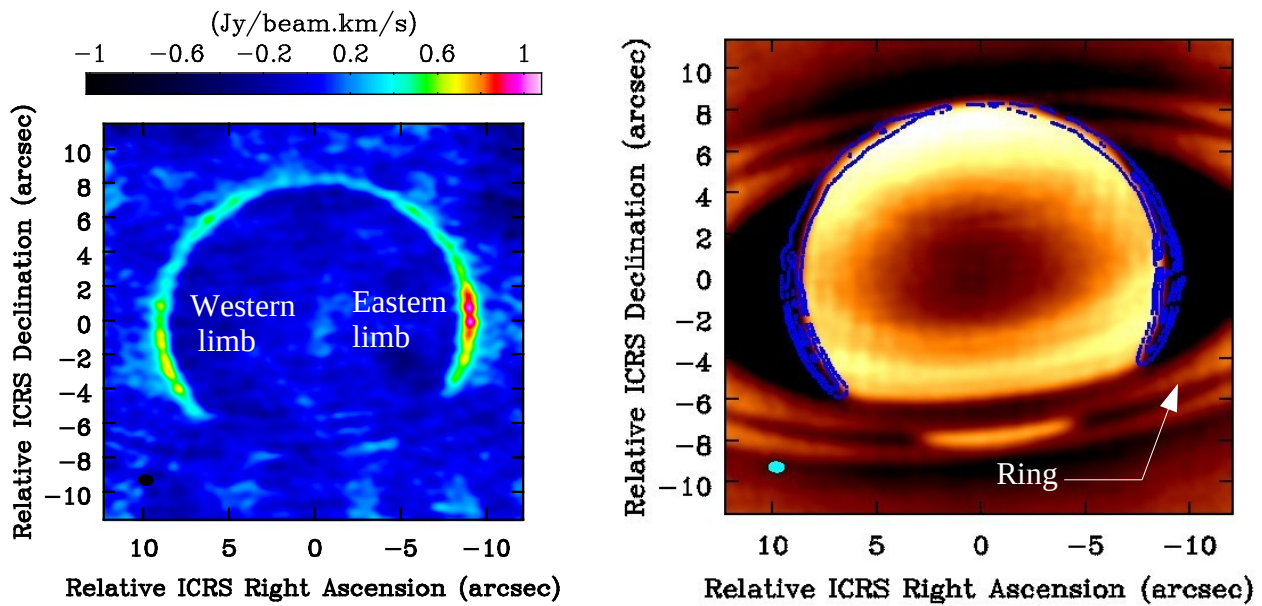 (Jy/beam.km/s)
−1 −0.6 −0.2 0.2 0.6 1
Relative ICRS Declination (arcsec)
10
8
6
4
2
0
−2
−4
−6
−8
−10
Western
limb
Eastern
limb
10 5 0 −5 −10
Relative ICRS Right Ascension (arcsec)
Relative ICRS Declination (arcsec)
10
8
6
4
2
0
−2
−4
−6
−8
−10
Ring
10 5 0 −5 −10
Relative ICRS Right Ascension (arcsec)